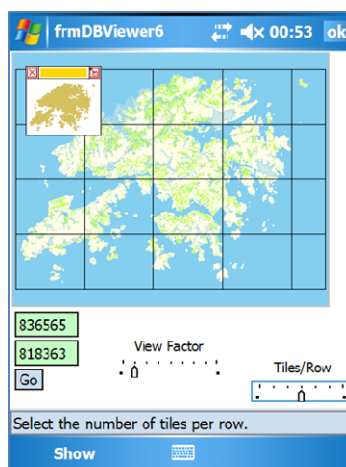 frmDBViewer6 00:53 ok
836565
818363
Go
View Factor
Tiles/Row
Select the number of tiles per row.
Show